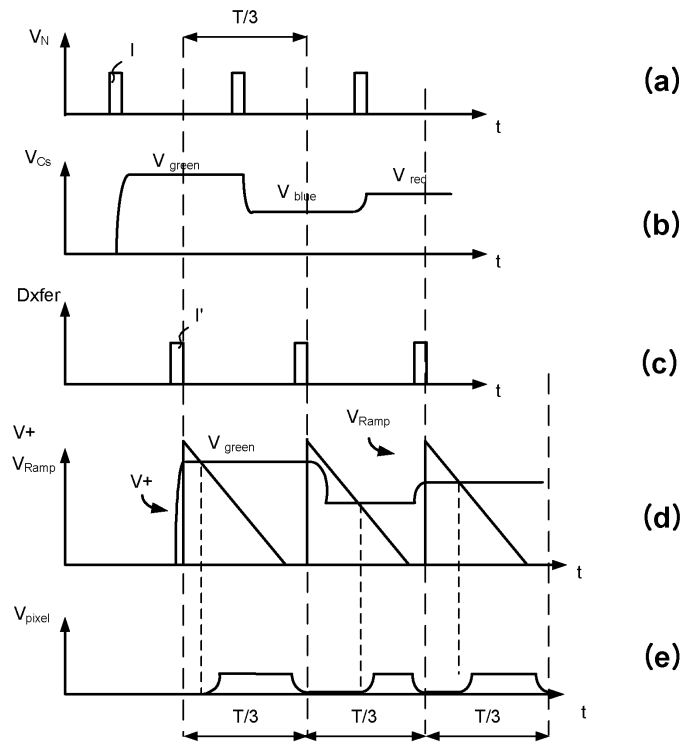 T/3
V_N
I
(a)
t
V_Cs
V_green
V_blue
V_red
(b)
t
Dxfer
I'
(c)
t
V+
V_Ramp
V_green
V_Ramp
V+
(d)
t
V_pixel
(e)
t
T/3
T/3
T/3